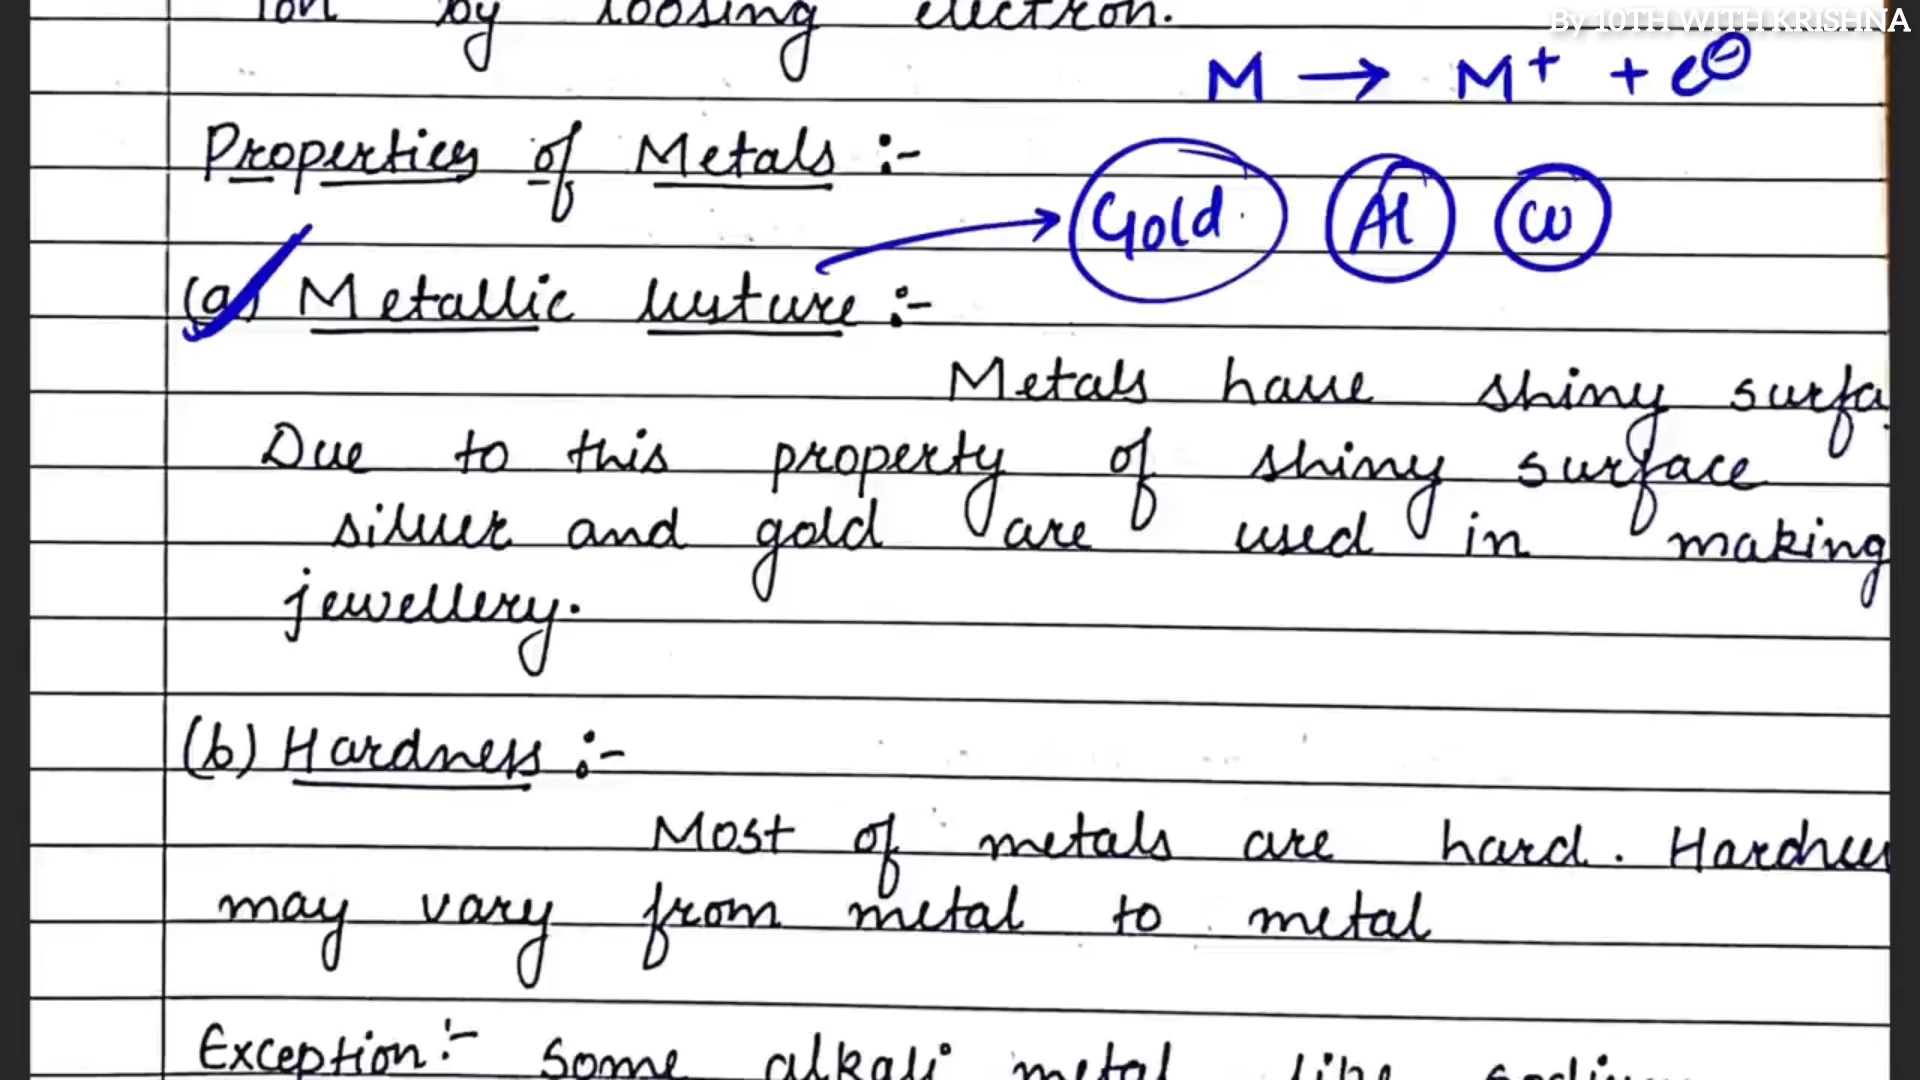 By 10TH WITH KRISHNA
ion by loosing electron.
M → M+ + e⊖
Properties of Metals :-
Gold Al Cu
(a) Metallic lusture :-
Metals have shiny surfa
Due to this property of shiny surface
silver and gold are used in making
jewellery.
(b) Hardness :-
Most of metals are hard. Hardnes
may vary from metal to metal
Exception :- Some alkali metal like sodium